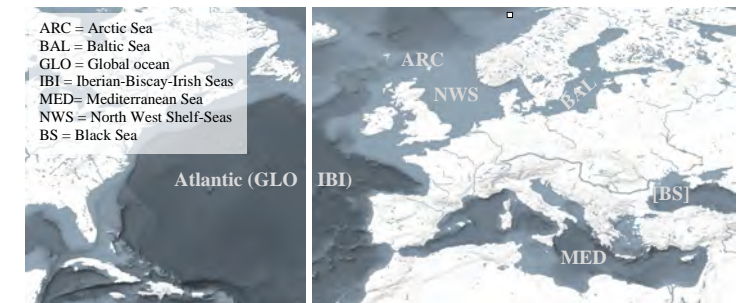 ARC = Arctic Sea
BAL = Baltic Sea
GLO = Global ocean
IBI = Iberian-Biscay-Irish Seas
MED= Mediterranean Sea
NWS = North West Shelf-Seas
BS = Black Sea
ARC
NWS
BAL
Atlantic (GLO IBI)
[BS]
MED